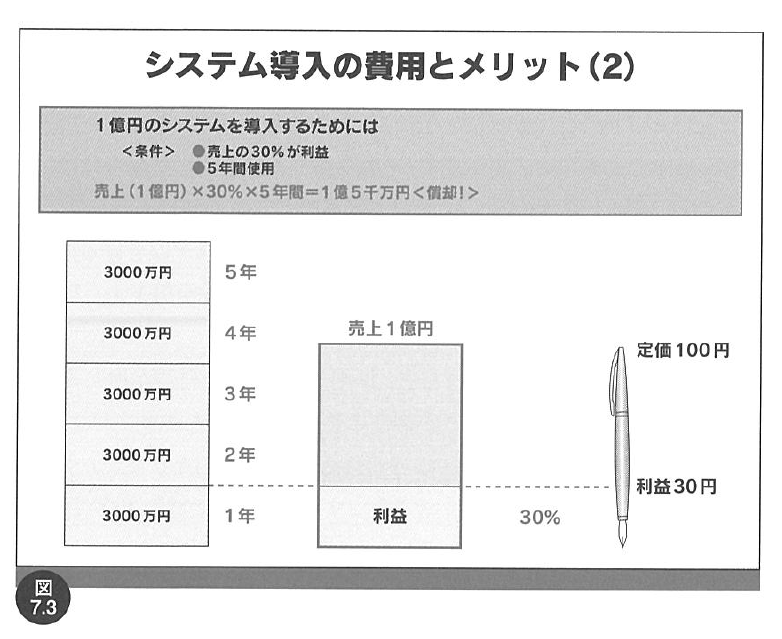 システム導入の費用とメリット（2）
1億円のシステムを導入するためには
＜条件＞ ●売上の30%が利益
●5年間使用
売上（1億円）×30%×5年間＝1億5千万円＜償却!＞
3000万円 5年
3000万円 4年
3000万円 3年
3000万円 2年
3000万円 1年
売上1億円
利益 30%
定価100円
利益30円
図
7.3